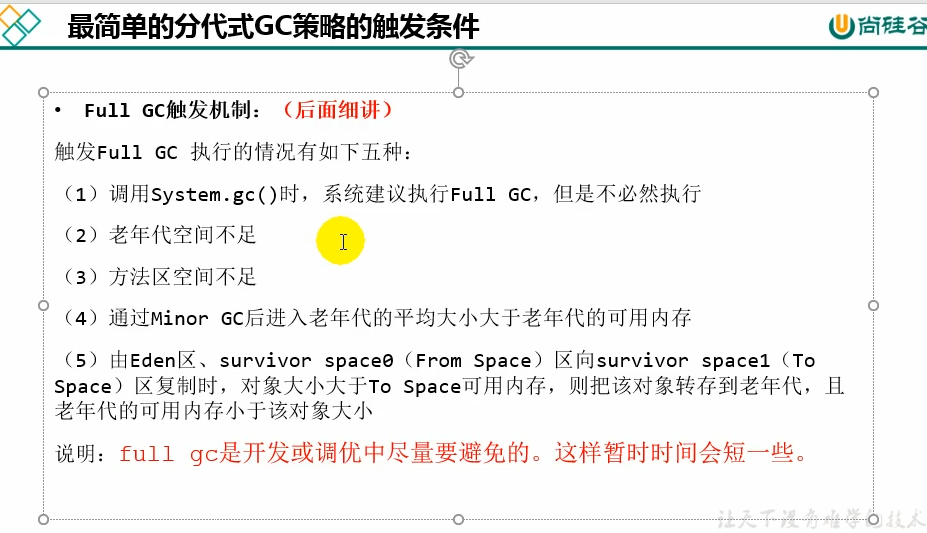 最简单的分代式GC策略的触发条件
尚硅谷
• Full GC触发机制：（后面细讲）
触发Full GC 执行的情况有如下五种：
（1）调用System.gc()时，系统建议执行Full GC，但是不必然执行
（2）老年代空间不足
（3）方法区空间不足
（4）通过Minor GC后进入老年代的平均大小大于老年代的可用内存
（5）由Eden区、survivor space0（From Space）区向survivor space1（To
Space）区复制时，对象大小大于To Space可用内存，则把该对象转存到老年代，且
老年代的可用内存小于该对象大小
说明：full gc是开发或调优中尽量要避免的。这样暂时时间会短一些。
让天下没有难学的技术